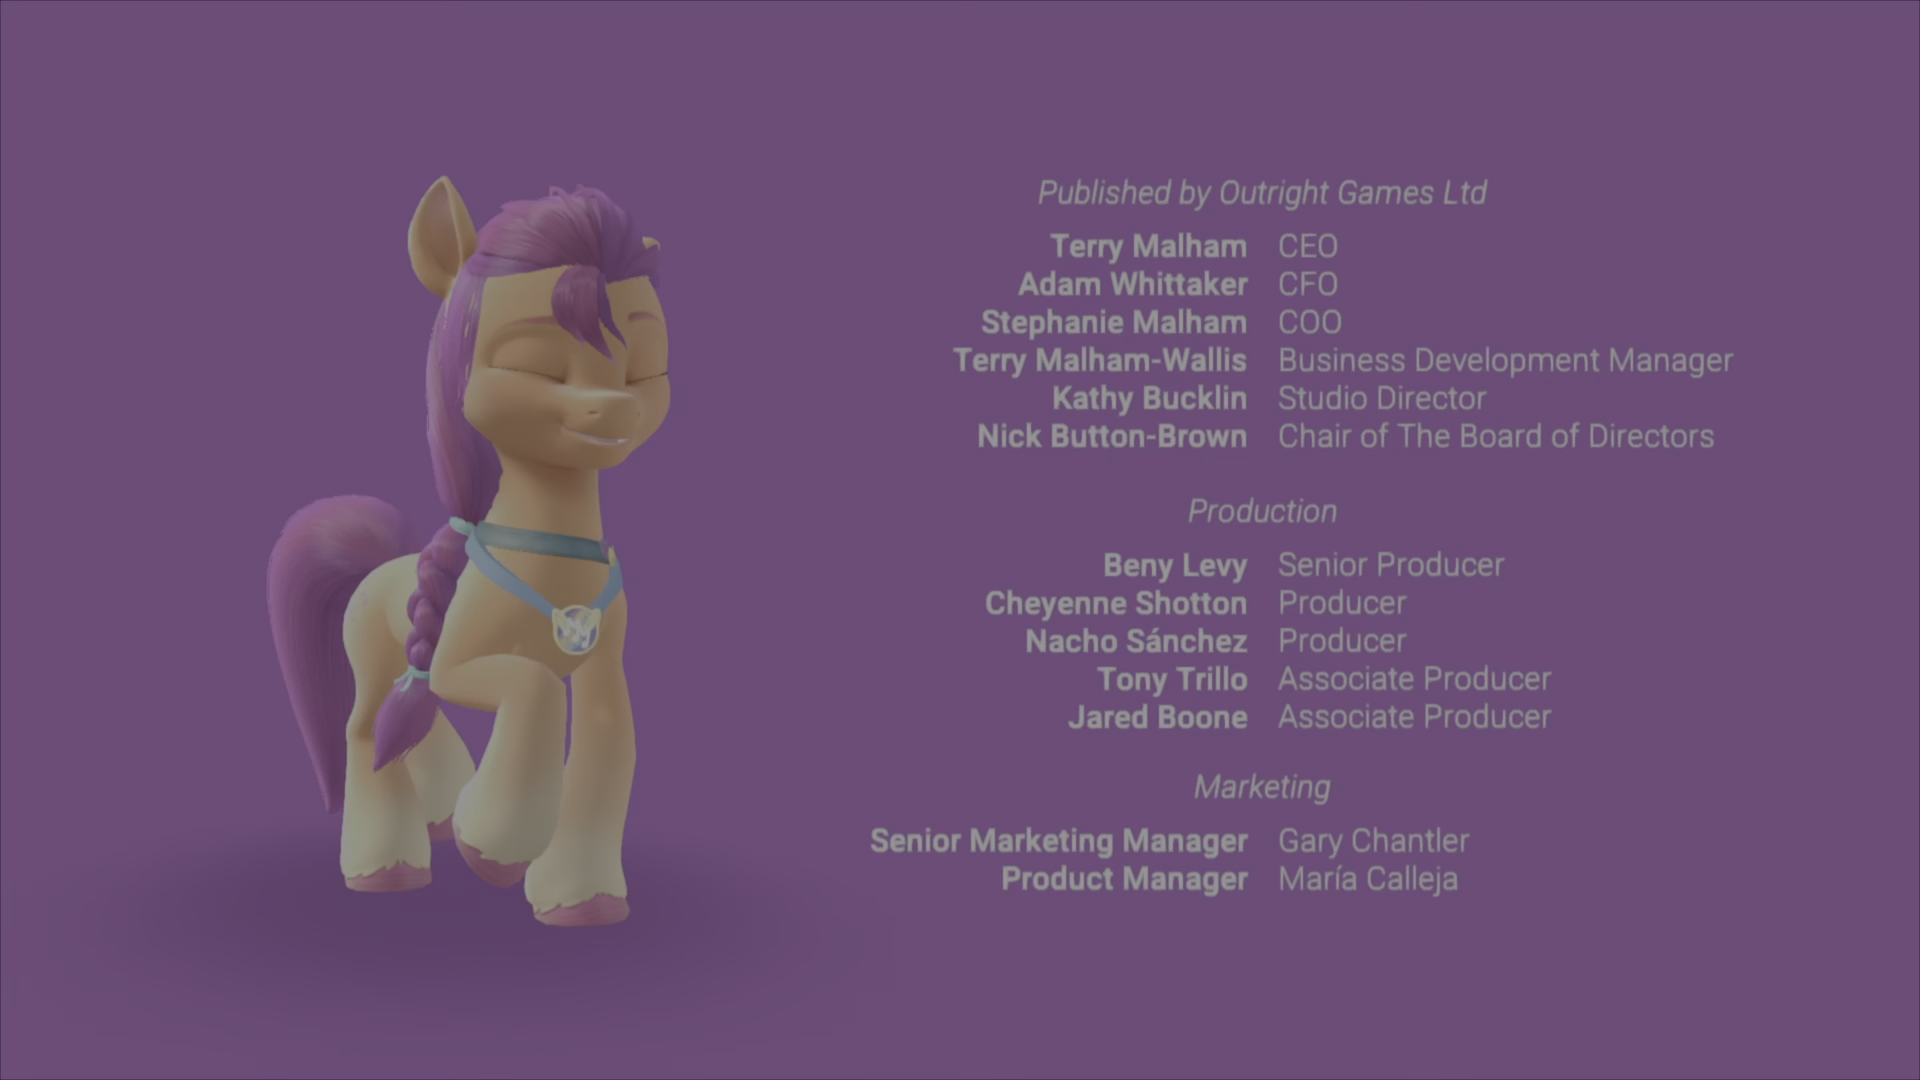 Published by Outright Games Ltd
Terry Malham CEO
Adam Whittaker CFO
Stephanie Malham COO
Terry Malham-Wallis Business Development Manager
Kathy Bucklin Studio Director
Nick Button-Brown Chair of The Board of Directors
Production
Beny Levy Senior Producer
Cheyenne Shotton Producer
Nacho Sánchez Producer
Tony Trillo Associate Producer
Jared Boone Associate Producer
Marketing
Senior Marketing Manager Gary Chantler
Product Manager María Calleja